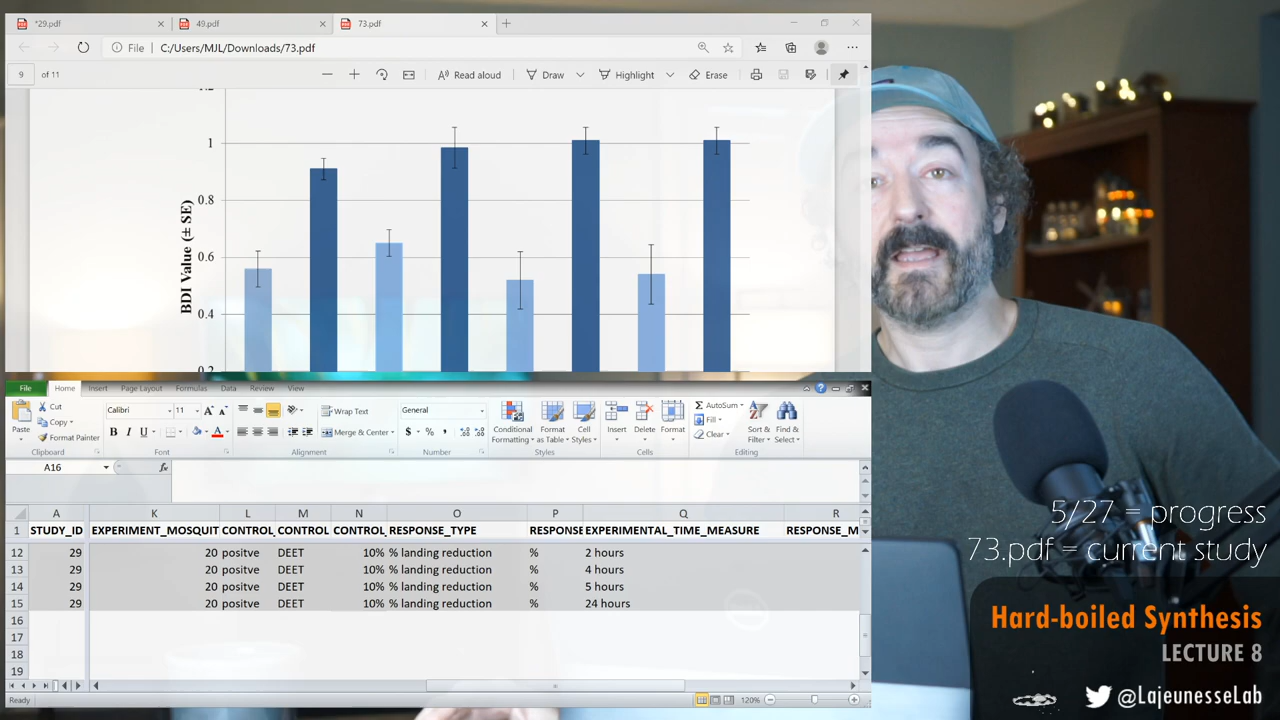 *29.pdf 49.pdf 73.pdf
File C:/Users/MJL/Downloads/73.pdf
9 of 11 Read aloud Draw Highlight Erase
1
0.8
0.6
0.4
0.2
BDI Value (± SE)
File Home Insert Page Layout Formulas Data Review View
Paste
Cut
Copy
Format Painter
Clipboard
Calibri 11
B I U
Font
Wrap Text
Merge & Center
Alignment
General
$ % ,
Number
Conditional Formatting
Format as Table
Cell Styles
Styles
Insert
Delete
Format
Cells
AutoSum
Fill
Clear
Sort & Filter
Find & Select
Editing
A16 fx
A K L M N O P Q R
1 STUDY_ID EXPERIMENT_MOSQUIT CONTROL_ CONTROL_ CONTROL_ RESPONSE_TYPE RESPONSE EXPERIMENTAL_TIME_MEASURE RESPONSE_M
12 29 20 positve DEET 10% % landing reduction % 2 hours
13 29 20 positve DEET 10% % landing reduction % 4 hours
14 29 20 positve DEET 10% % landing reduction % 5 hours
15 29 20 positve DEET 10% % landing reduction % 24 hours
16
17
18
19
Ready 120%
5/27 = progress
73.pdf = current study
Hard-boiled Synthesis
LECTURE 8
@LajeunesseLab